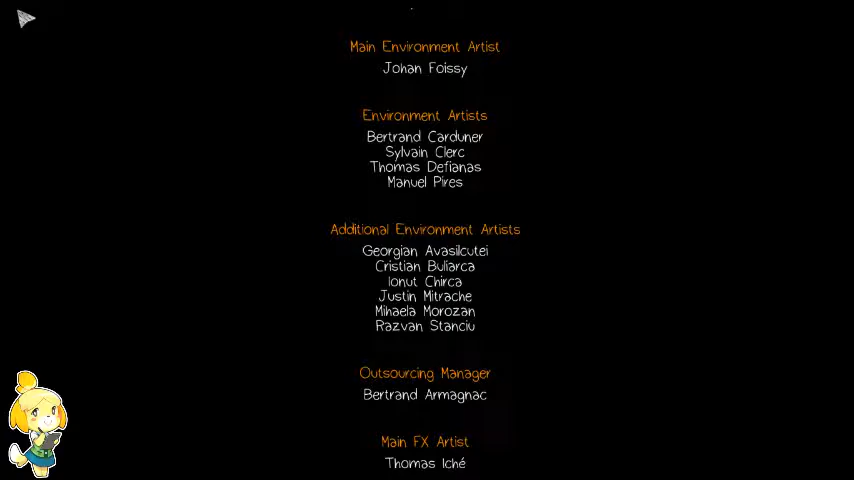 Main Environment Artist
Johan Foissy
Environment Artists
Bertrand Carduner
Sylvain Clerc
Thomas Defianas
Manuel Pires
Additional Environment Artists
Georgian Avasilcutei
Cristian Buliarca
Ionut Chirca
Justin Mitrache
Mihaela Morozan
Razvan Stanciu
Outsourcing Manager
Bertrand Armagnac
Main FX Artist
Thomas Iché